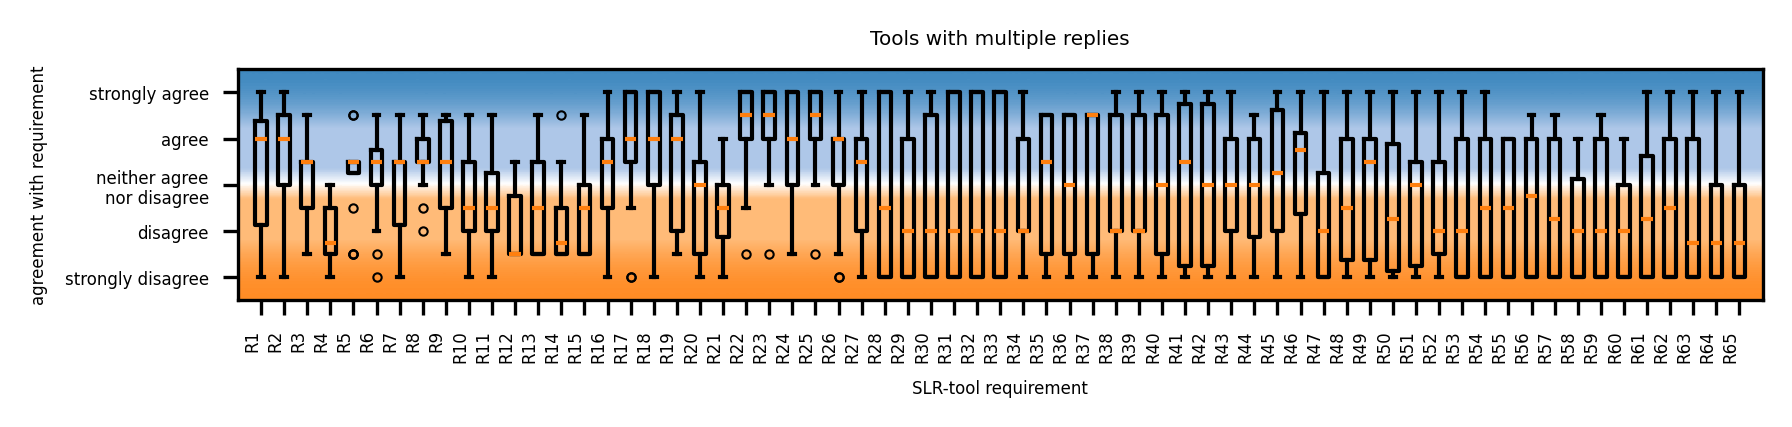 Tools with multiple replies
agreement with requirement
strongly agree
agree
neither agree
nor disagree
disagree
strongly disagree
R1 R2 R3 R4 R5 R6 R7 R8 R9 R10 R11 R12 R13 R14 R15 R16 R17 R18 R19 R20 R21 R22 R23 R24 R25 R26 R27 R28 R29 R30 R31 R32 R33 R34 R35 R36 R37 R38 R39 R40 R41 R42 R43 R44 R45 R46 R47 R48 R49 R50 R51 R52 R53 R54 R55 R56 R57 R58 R59 R60 R61 R62 R63 R64 R65
SLR-tool requirement